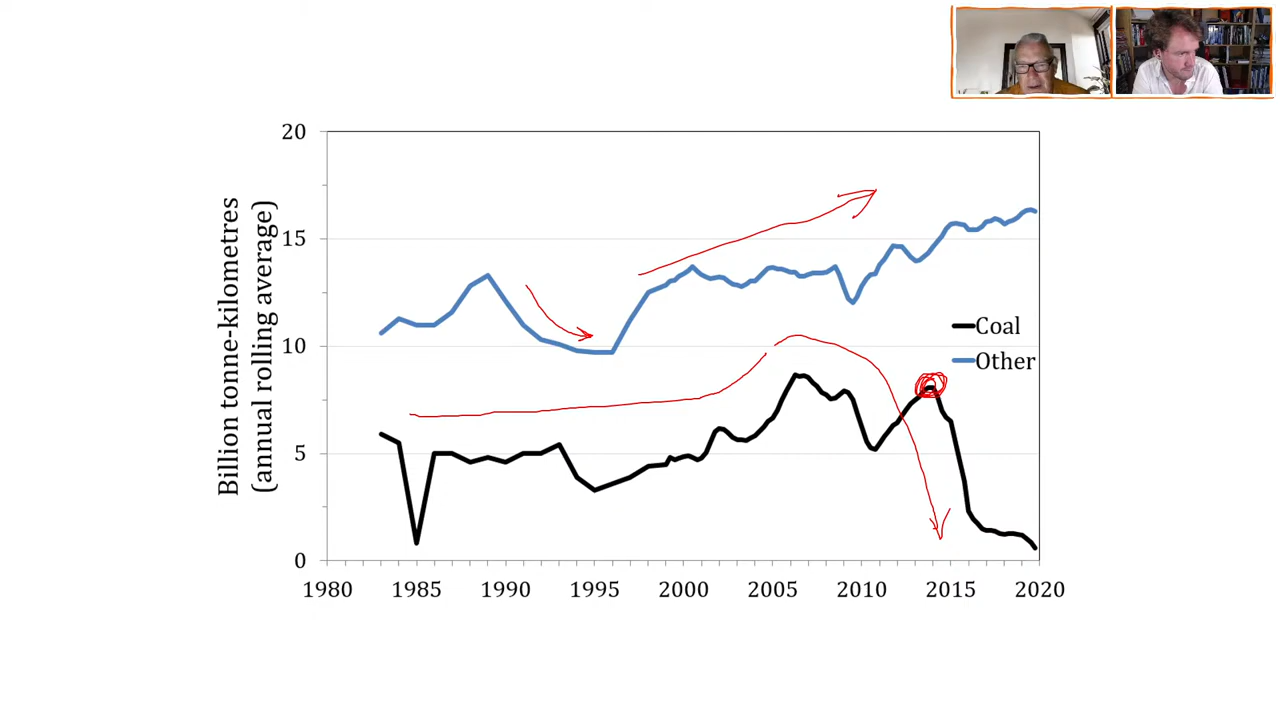 Billion tonne-kilometres
(annual rolling average)
20
15
10
5
0
1980 1985 1990 1995 2000 2005 2010 2015 2020
Coal
Other